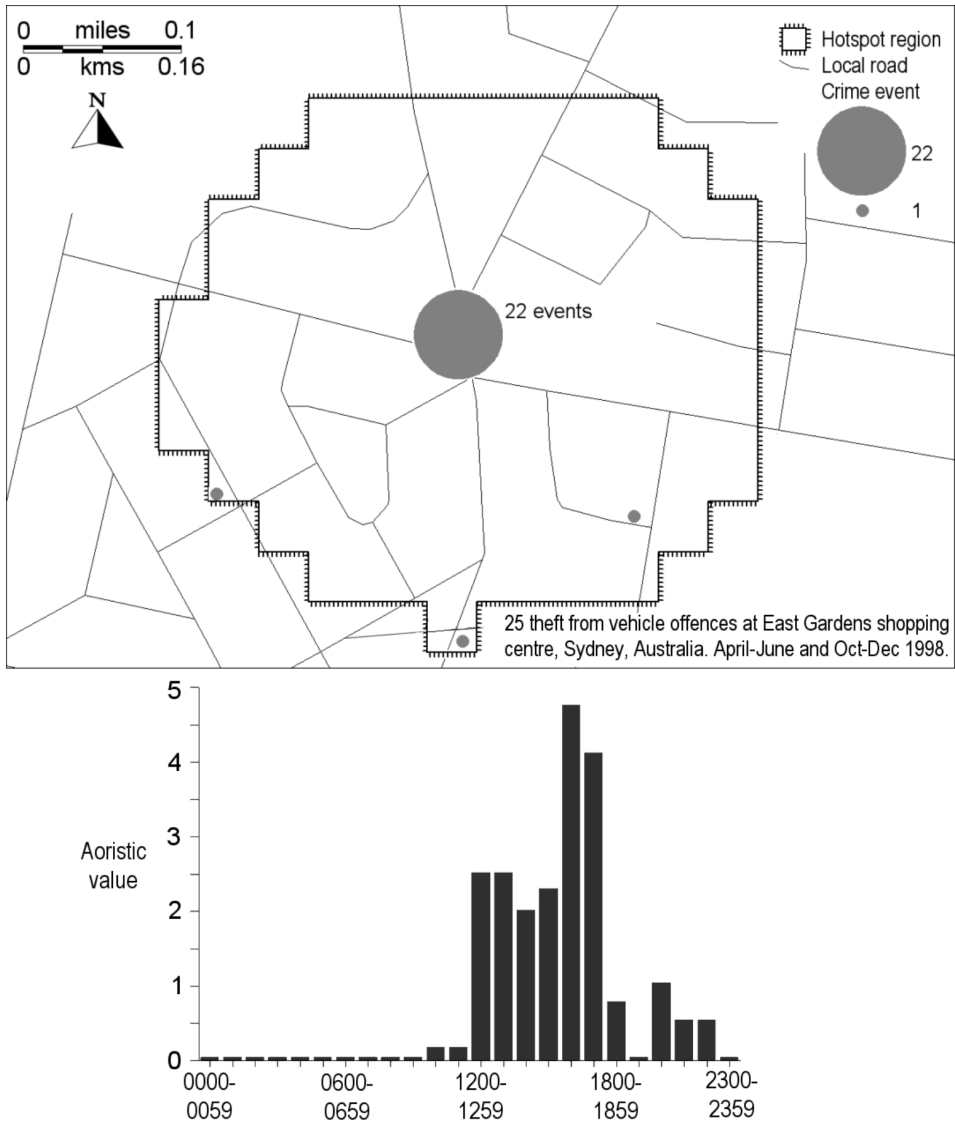 0 miles 0.1
0 kms 0.16
N
Hotspot region
Local road
Crime event
22
1
22 events
25 theft from vehicle offences at East Gardens shopping
centre, Sydney, Australia. April-June and Oct-Dec 1998.
5
4
3
Aoristic
value
2
1
0
0000- 0600- 1200- 1800- 2300-
0059 0659 1259 1859 2359